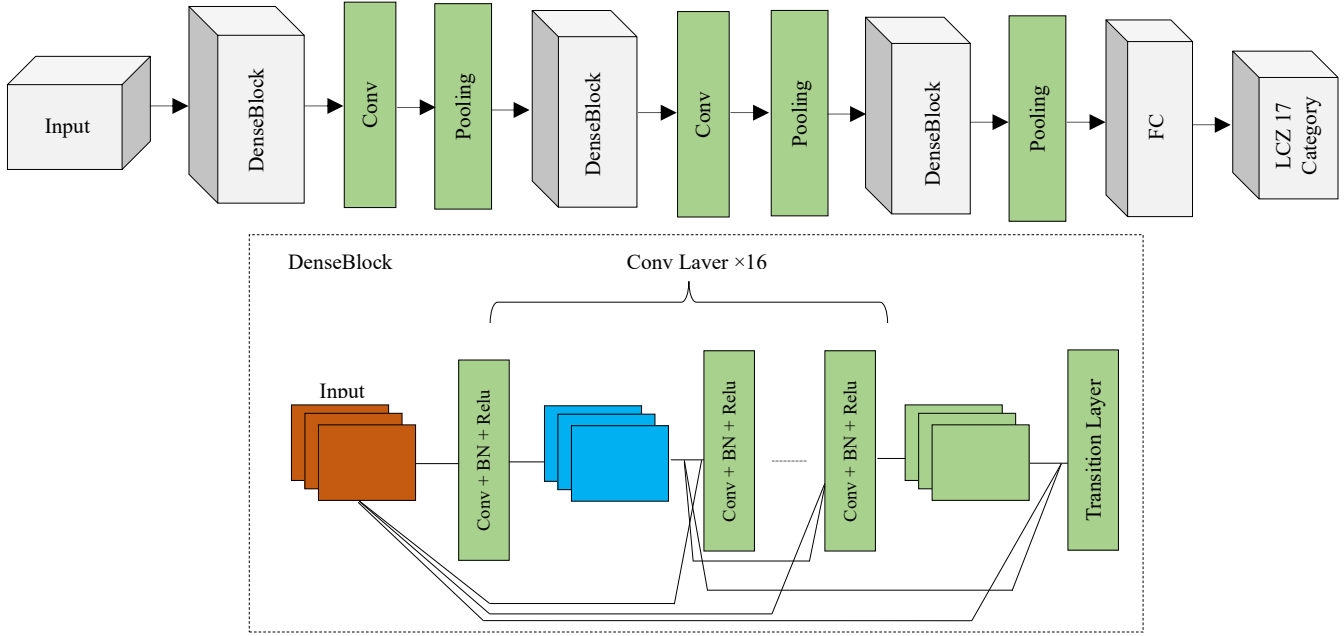 Input
DenseBlock
Conv
Pooling
DenseBlock
Conv
Pooling
DenseBlock
Pooling
FC
LCZ 17
Category
DenseBlock
Conv Laver ×16
Input
Conv + BN + Relu
Conv + BN + Relu
Conv + BN + Relu
Transition Layer